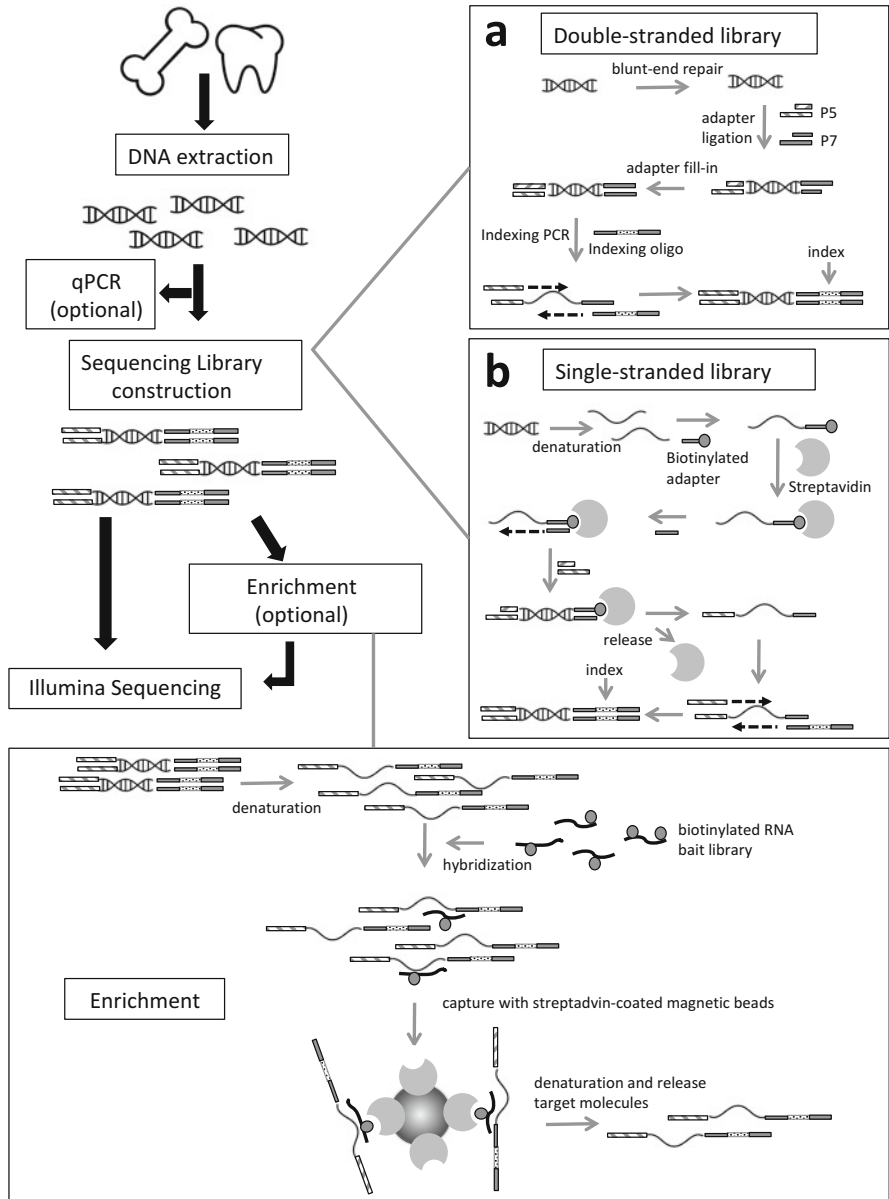 DNA extraction
qPCR
(optional)
Sequencing Library
construction
Enrichment
(optional)
Illumina Sequencing
a
Double-stranded library
blunt-end repair
adapter
ligation
P5
P7
adapter fill-in
Indexing PCR
Indexing oligo
index
b
Single-stranded library
denaturation
Biotinylated
adapter
Streptavidin
release
index
denaturation
hybridization
biotinylated RNA
bait library
Enrichment
capture with streptadvin-coated magnetic beads
denaturation and release
target molecules